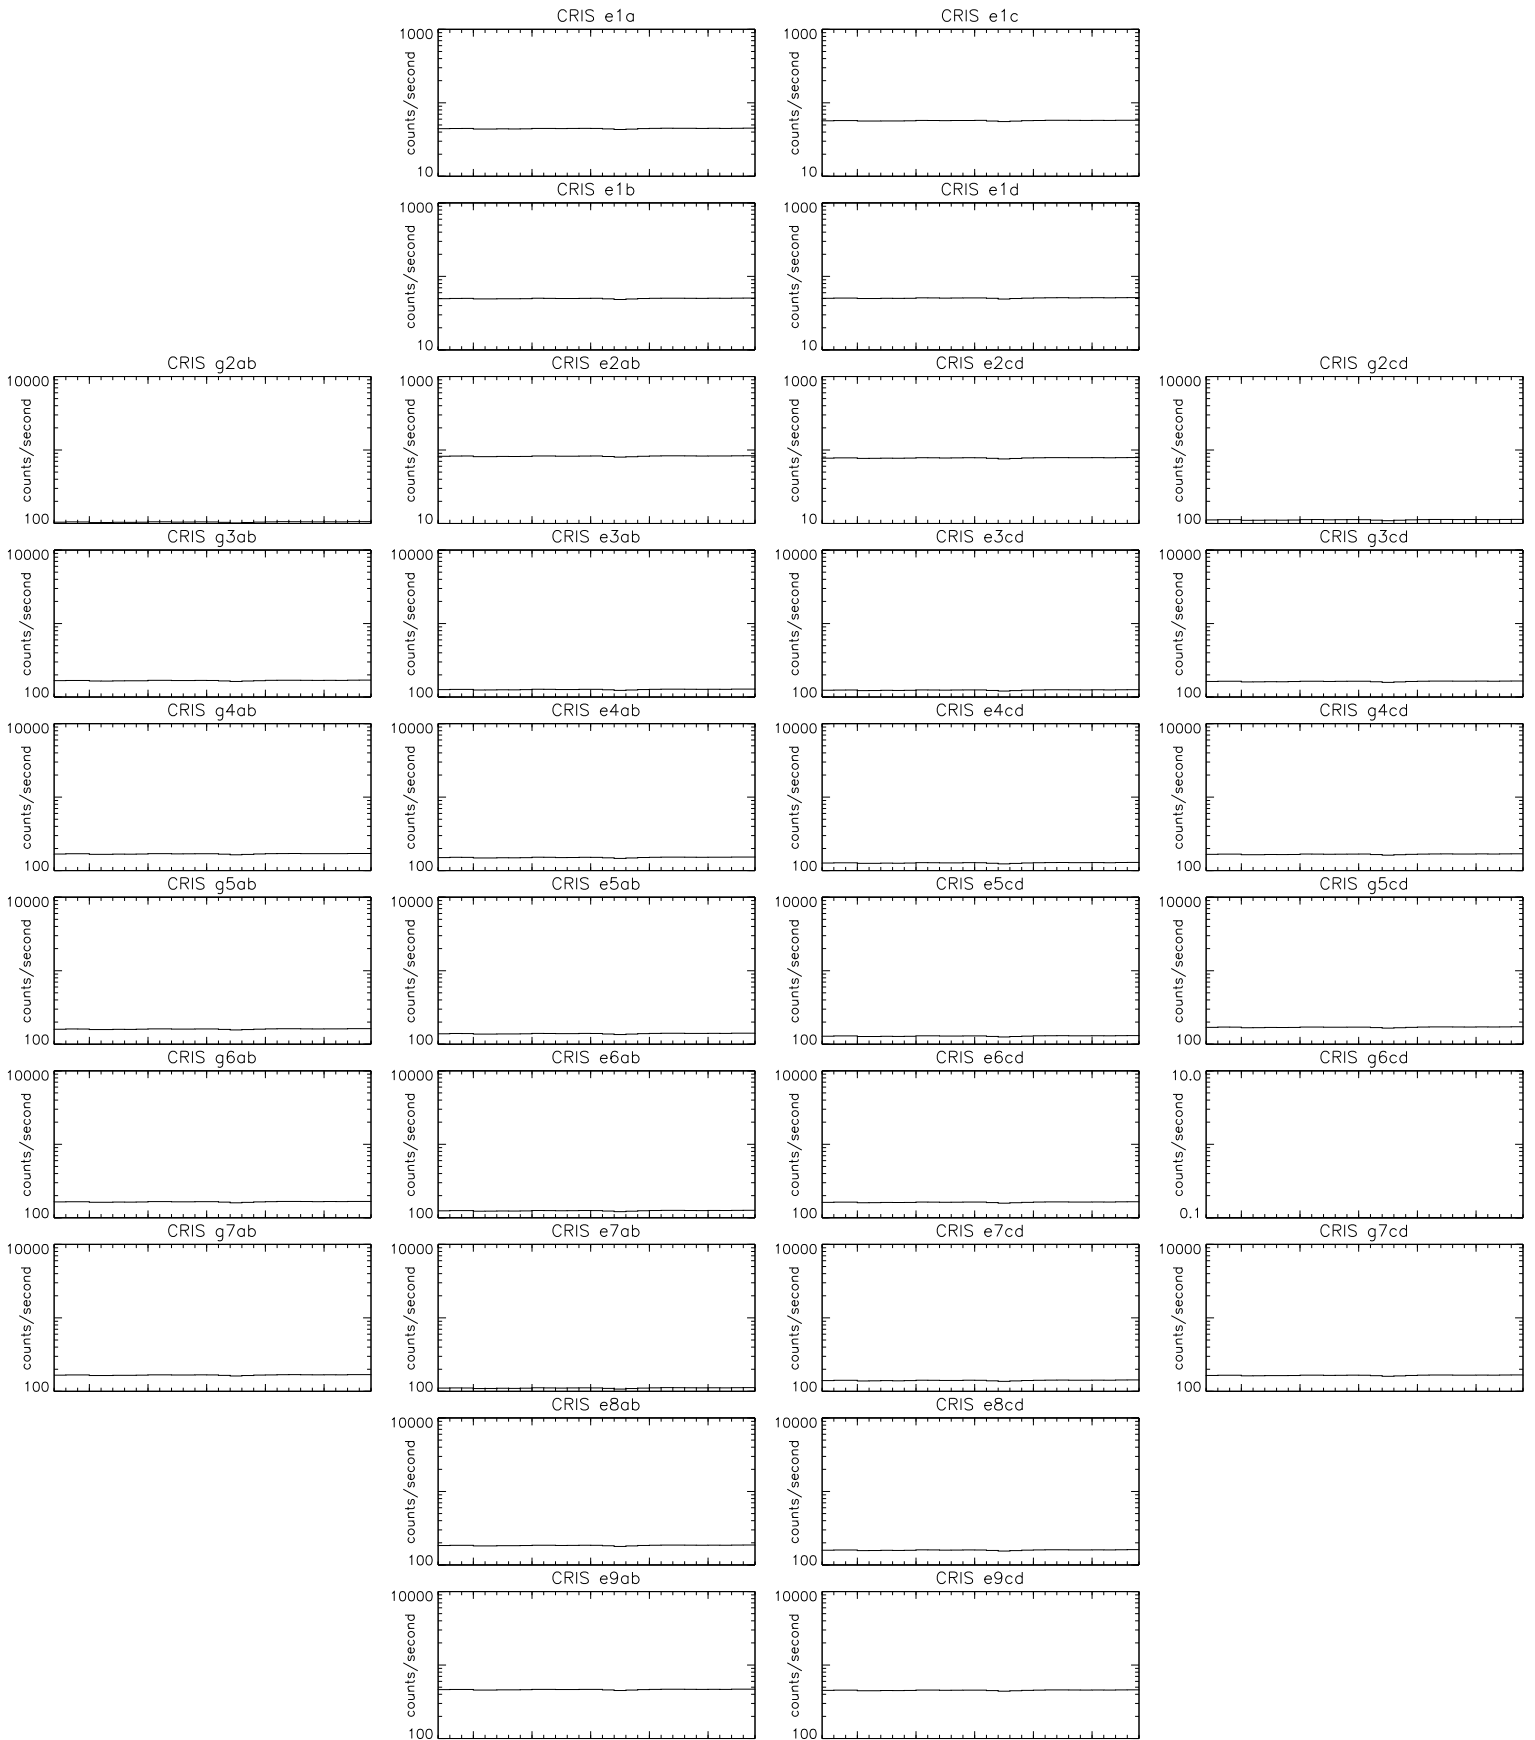 CRIS e1a
1000
counts/second
10
CRIS e1c
1000
counts/second
10
CRIS e1b
1000
counts/second
10
CRIS e1d
1000
counts/second
10
CRIS g2ab
10000
counts/second
100
CRIS e2ab
1000
counts/second
10
CRIS e2cd
1000
counts/second
10
CRIS g2cd
10000
counts/second
100
CRIS g3ab
10000
counts/second
100
CRIS e3ab
10000
counts/second
100
CRIS e3cd
10000
counts/second
100
CRIS g3cd
10000
counts/second
100
CRIS g4ab
10000
counts/second
100
CRIS e4ab
10000
counts/second
100
CRIS e4cd
10000
counts/second
100
CRIS g4cd
10000
counts/second
100
CRIS g5ab
10000
counts/second
100
CRIS e5ab
10000
counts/second
100
CRIS e5cd
10000
counts/second
100
CRIS g5cd
10000
counts/second
100
CRIS g6ab
10000
counts/second
100
CRIS e6ab
10000
counts/second
100
CRIS e6cd
10000
counts/second
100
CRIS g6cd
10.0
counts/second
0.1
CRIS g7ab
10000
counts/second
100
CRIS e7ab
10000
counts/second
100
CRIS e7cd
10000
counts/second
100
CRIS g7cd
10000
counts/second
100
CRIS e8ab
10000
counts/second
100
CRIS e8cd
10000
counts/second
100
CRIS e9ab
10000
counts/second
100
CRIS e9cd
10000
counts/second
100